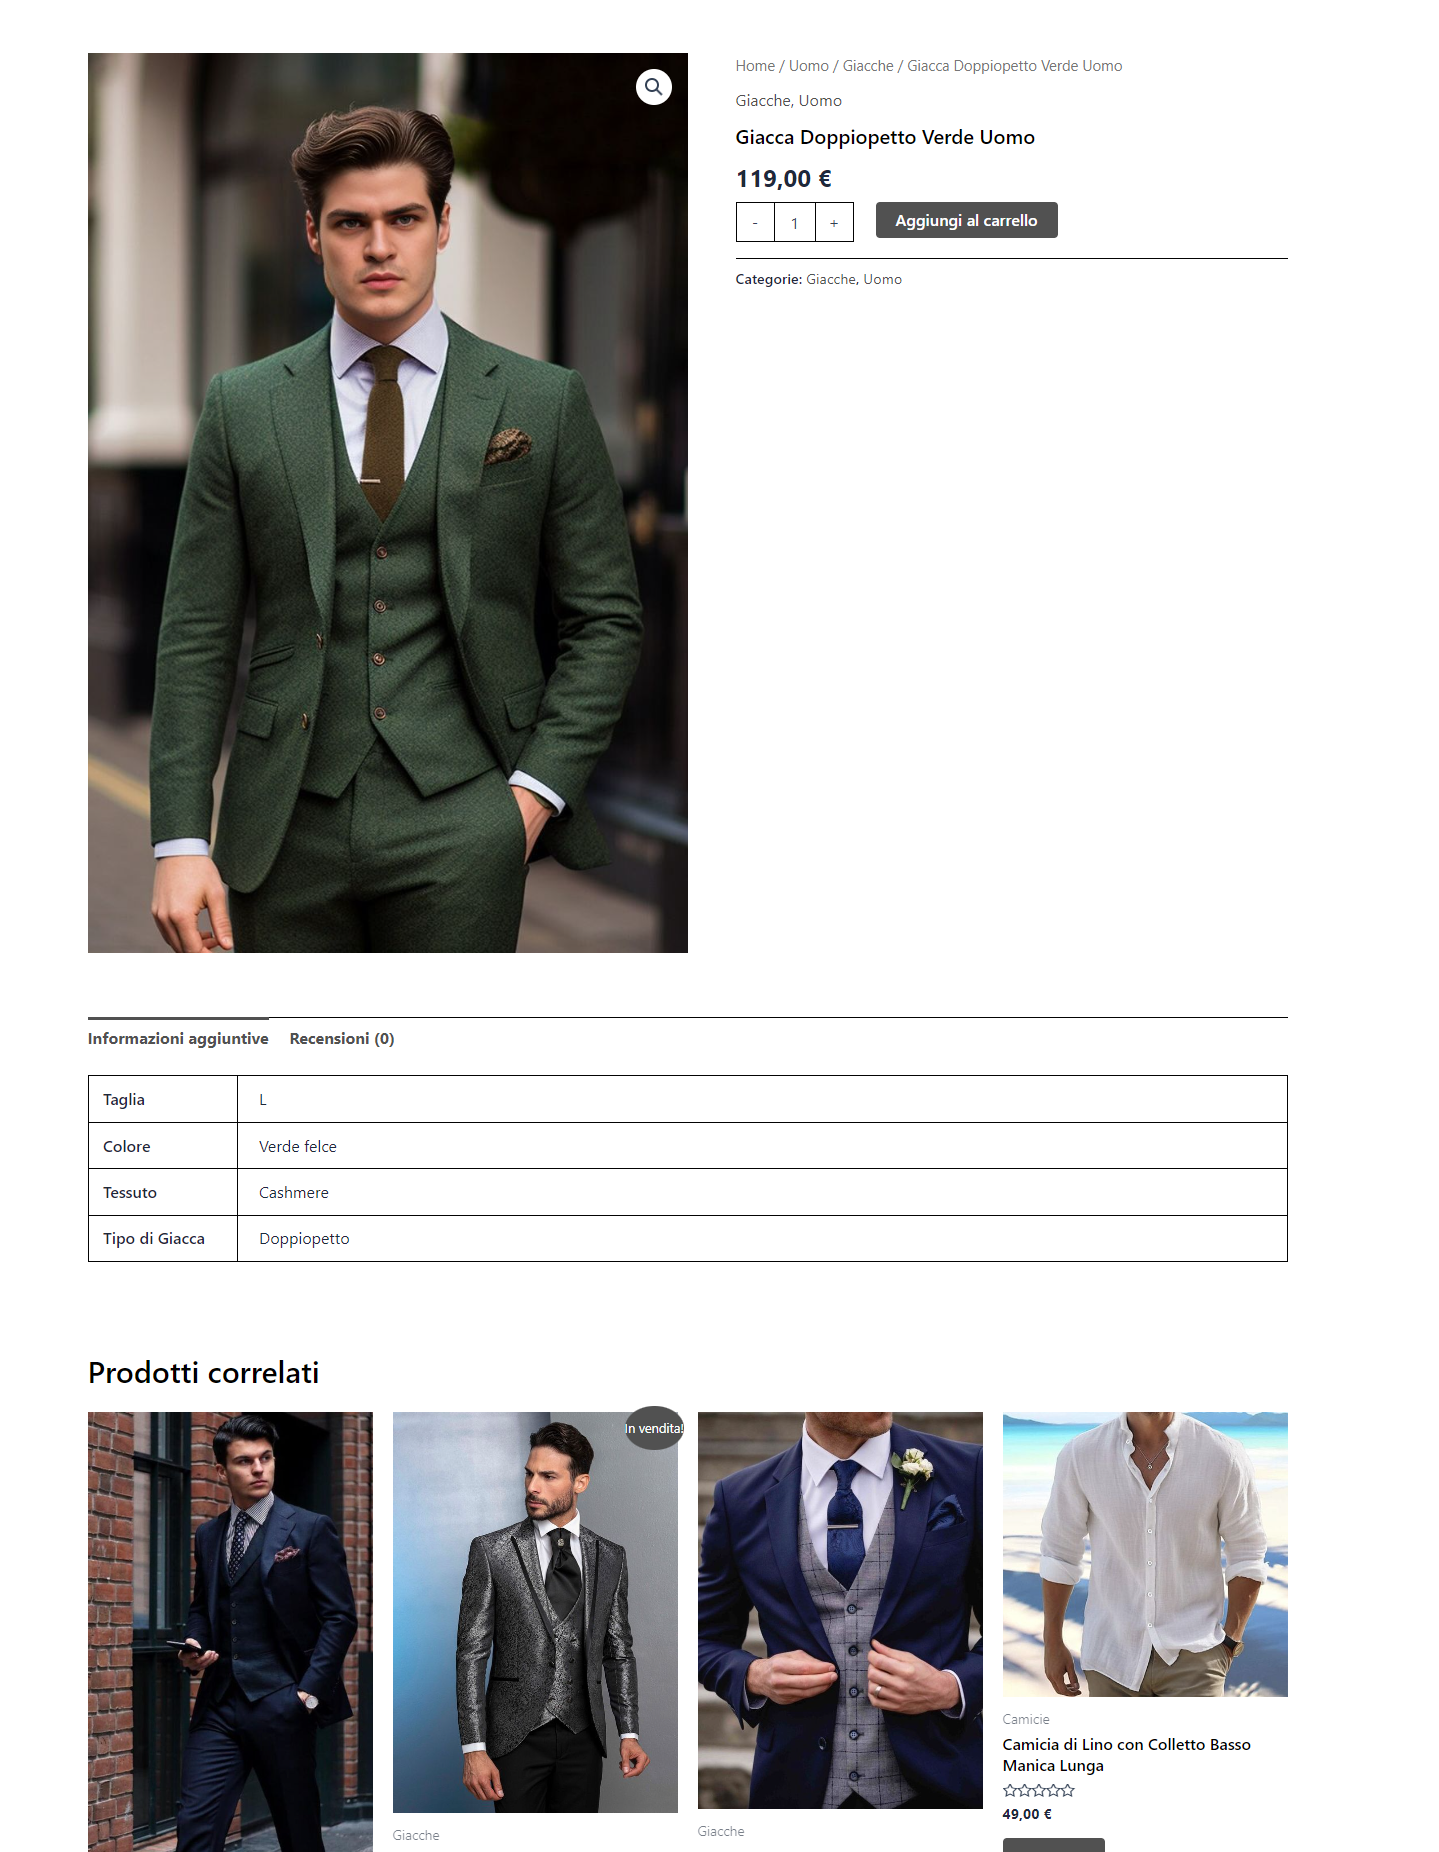 Home / Uomo / Giacche / Giacca Doppiopetto Verde Uomo
Giacche, Uomo
Giacca Doppiopetto Verde Uomo
119,00 €
- 1 +
Aggiungi al carrello
Categorie: Giacche, Uomo
Informazioni aggiuntive
Recensioni (0)
Taglia L
Colore Verde felce
Tessuto Cashmere
Tipo di Giacca Doppiopetto
Prodotti correlati
In vendita!
Giacche
Giacche
Camicie
Camicia di Lino con Colletto Basso
Manica Lunga
49,00 €